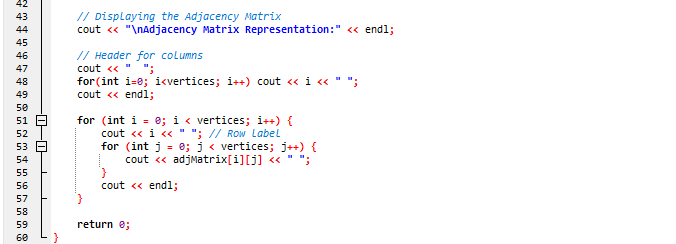 42
43 // Displaying the Adjacency Matrix
44 cout << "\nAdjacency Matrix Representation:" << endl;
45
46 // Header for columns
47 cout << "  ";
48 for(int i=0; i<vertices; i++) cout << i << " ";
49 cout << endl;
50
51 for (int i = 0; i < vertices; i++) {
52 cout << i << " "; // Row Label
53 for (int j = 0; j < vertices; j++) {
54 cout << adjMatrix[i][j] << " ";
55 }
56 cout << endl;
57 }
58
59 return 0;
60 }